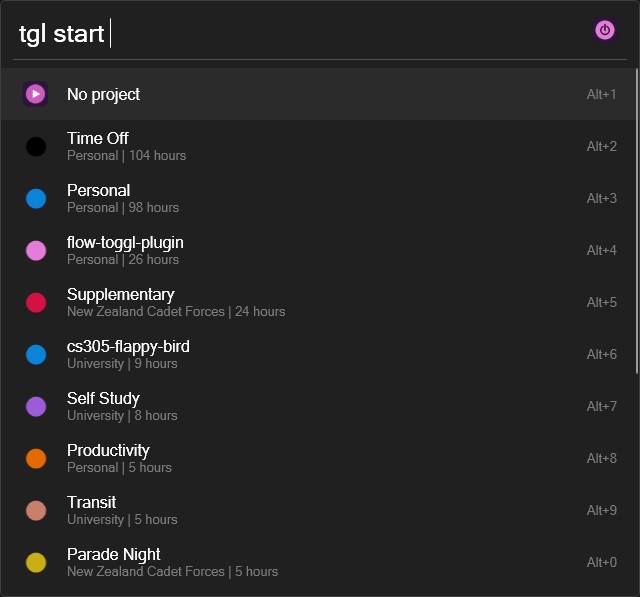 tgl start
No project Alt+1
Time Off
Personal | 104 hours Alt+2
Personal
Personal | 98 hours Alt+3
flow-toggl-plugin
Personal | 26 hours Alt+4
Supplementary
New Zealand Cadet Forces | 24 hours Alt+5
cs305-flappy-bird
University | 9 hours Alt+6
Self Study
University | 8 hours Alt+7
Productivity
Personal | 5 hours Alt+8
Transit
University | 5 hours Alt+9
Parade Night
New Zealand Cadet Forces | 5 hours Alt+0